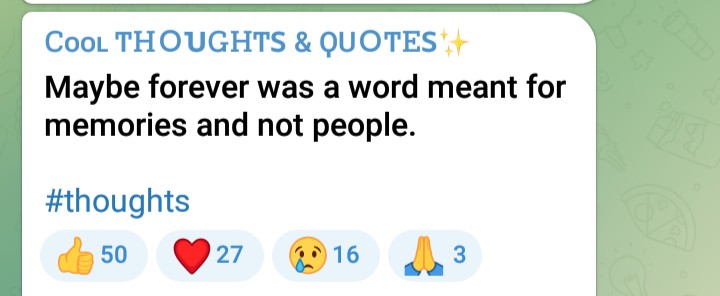 Cool THOUGHTS & QUOTES✨
Maybe forever was a word meant for
memories and not people.
#thoughts
👍 50 ❤️ 27 😢 16 🙏 3